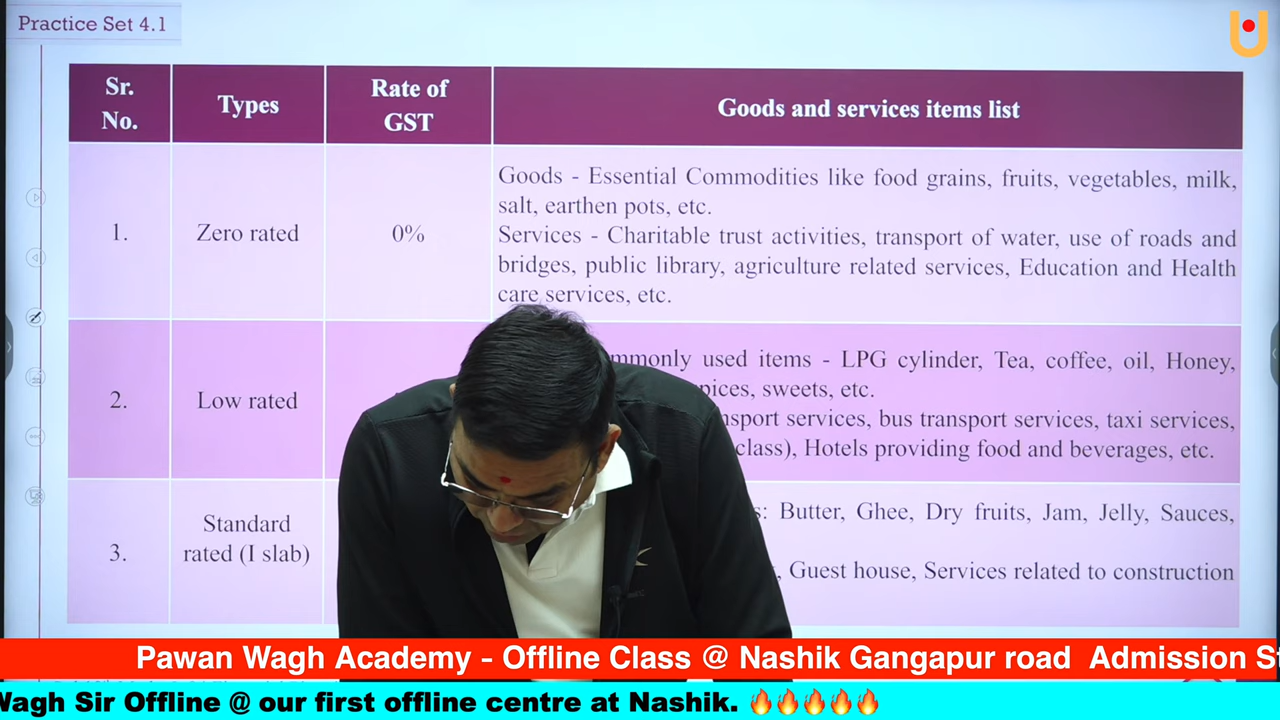 Practice Set 4.1
Sr. No.
Types
Rate of GST
Goods and services items list
1.
Zero rated
0%
Goods - Essential Commodities like food grains, fruits, vegetables, milk,
salt, earthen pots, etc.
Services - Charitable trust activities, transport of water, use of roads and
bridges, public library, agriculture related services, Education and Health
care services, etc.
2.
Low rated
used items - LPG cylinder, Tea, coffee, oil, Honey,
sweets, etc.
services, bus transport services, taxi services,
class), Hotels providing food and beverages, etc.
3.
Standard
rated (I slab)
: Butter, Ghee, Dry fruits, Jam, Jelly, Sauces,
, Guest house, Services related to construction
Pawan Wagh Academy - Offline Class @ Nashik Gangapur road Admission
Wagh Sir Offline @ our first offline centre at Nashik. 🔥🔥🔥🔥🔥